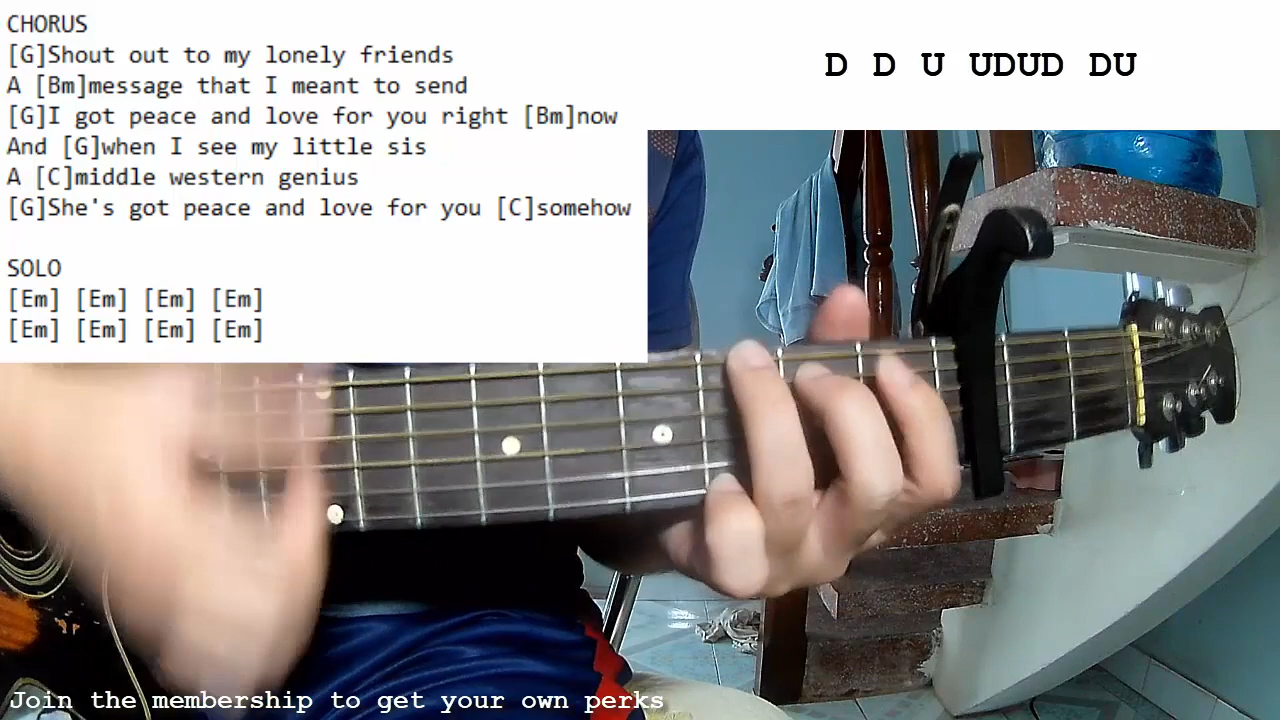 CHORUS
[G]Shout out to my lonely friends
A [Bm]message that I meant to send
[G]I got peace and love for you right [Bm]now
And [G]when I see my little sis
A [C]middle western genius
[G]She's got peace and love for you [C]somehow
SOLO
[Em] [Em] [Em] [Em]
[Em] [Em] [Em] [Em]
D D U UDUD DU
Join the membership to get your own perks